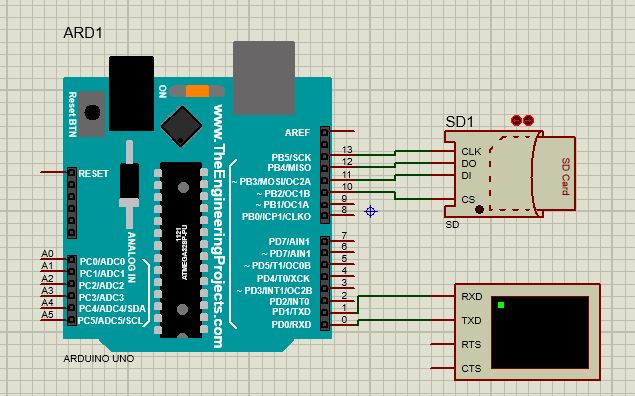 ARD1
ON
Reset BTN
www.TheEngineeringProjects.com
AREF
RESET
13
PB5/SCK
12
PB4/MISO
11
~ PB3/MOSI/OC2A
10
~ PB2/OC1B
9
~ PB1/OC1A
8
PB0/ICP1/CLKO
1121
ATMEGA328P-PU
ANALOG IN
7
PD7/AIN1
6
~ PD7/AIN1
5
~ PD5/T1/OC0B
4
PD4/T0/XCK
3
~ PD3/INT1/OC2B
2
PD2/INT0
1
PD1/TXD
0
PD0/RXD
A0
PC0/ADC0
A1
PC1/ADC1
A2
PC2/ADC2
A3
PC3/ADC3
A4
PC4/ADC4/SDA
A5
PC5/ADC5/SCL
ARDUINO UNO
SD1
CLK
DO
DI
CS
SD Card
SD
RXD
TXD
RTS
CTS